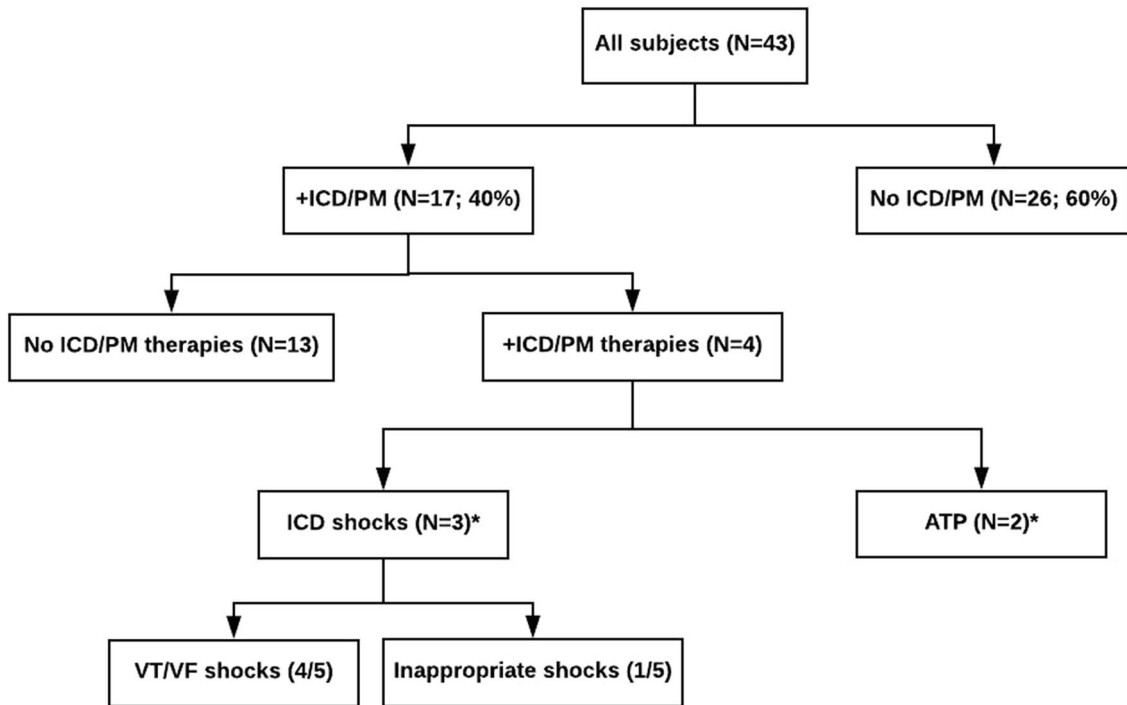 All subjects (N=43)
+ICD/PM (N=17; 40%)
No ICD/PM (N=26; 60%)
No ICD/PM therapies (N=13)
+ICD/PM therapies (N=4)
ICD shocks (N=3)*
ATP (N=2)*
VT/VF shocks (4/5)
Inappropriate shocks (1/5)